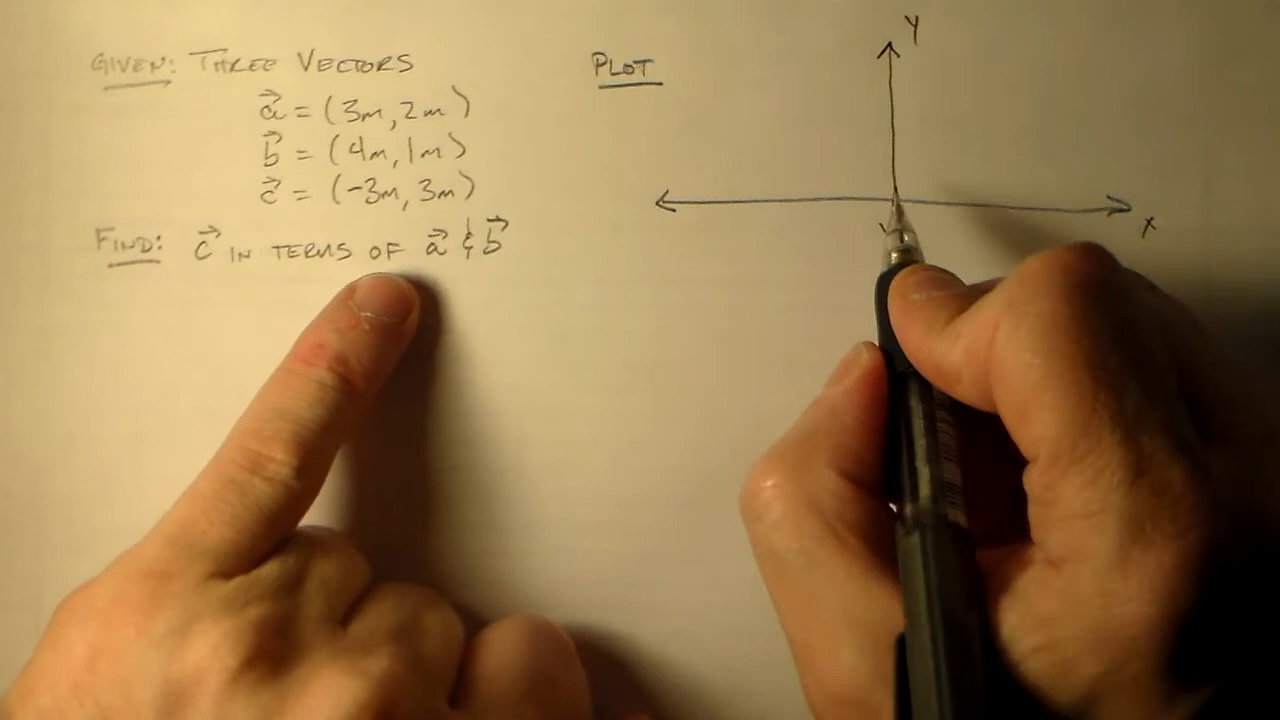 GIVEN: THREE VECTORS
a⃗ = (3m, 2m)
b⃗ = (4m, 1m)
c⃗ = (-3m, 3m)
FIND: c⃗ IN TERMS OF a⃗ & b⃗
PLOT
Y
X